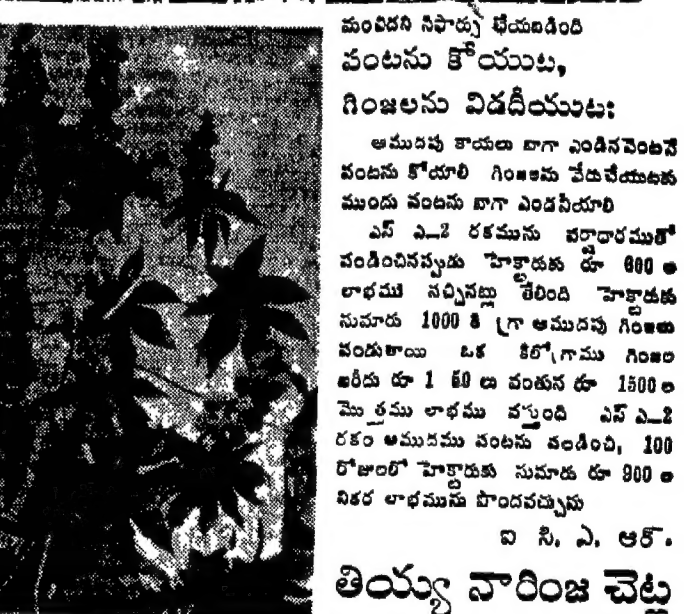 మంచిదని సిఫార్సు చేయబడింది
పంటను కోయుట,
గింజలను విడదీయుట:
ఆముదపు కాయలు బాగా ఎండినవెంటనే
పంటను కోయాలి గింజలను వేరుచేయుటకు
ముందు పంటను బాగా ఎండనీయాలి
ఎస్ ఎ–2 రకమును వర్షాధారముతో
పండించినప్పుడు హెక్టారుకు రూ 600 ల
లాభము వచ్చినట్లు తేలింది హెక్టారుకు
సుమారు 1000 కి గ్రా ఆముదపు గింజలు
పండుతాయి ఒక కిలోగ్రాము గింజల
ఖరీదు రూ 1 50 లు వంతున రూ 1500 ల
మొత్తము లాభము వస్తుంది ఎస్ ఎ–2
రకం ఆముదము పంటను పండించి, 100
రోజులలో హెక్టారుకు సుమారు రూ 900 ల
నికర లాభమును పొందవచ్చును
ఐ సి. ఎ. ఆర్.
తియ్య నారింజ చెట్ల